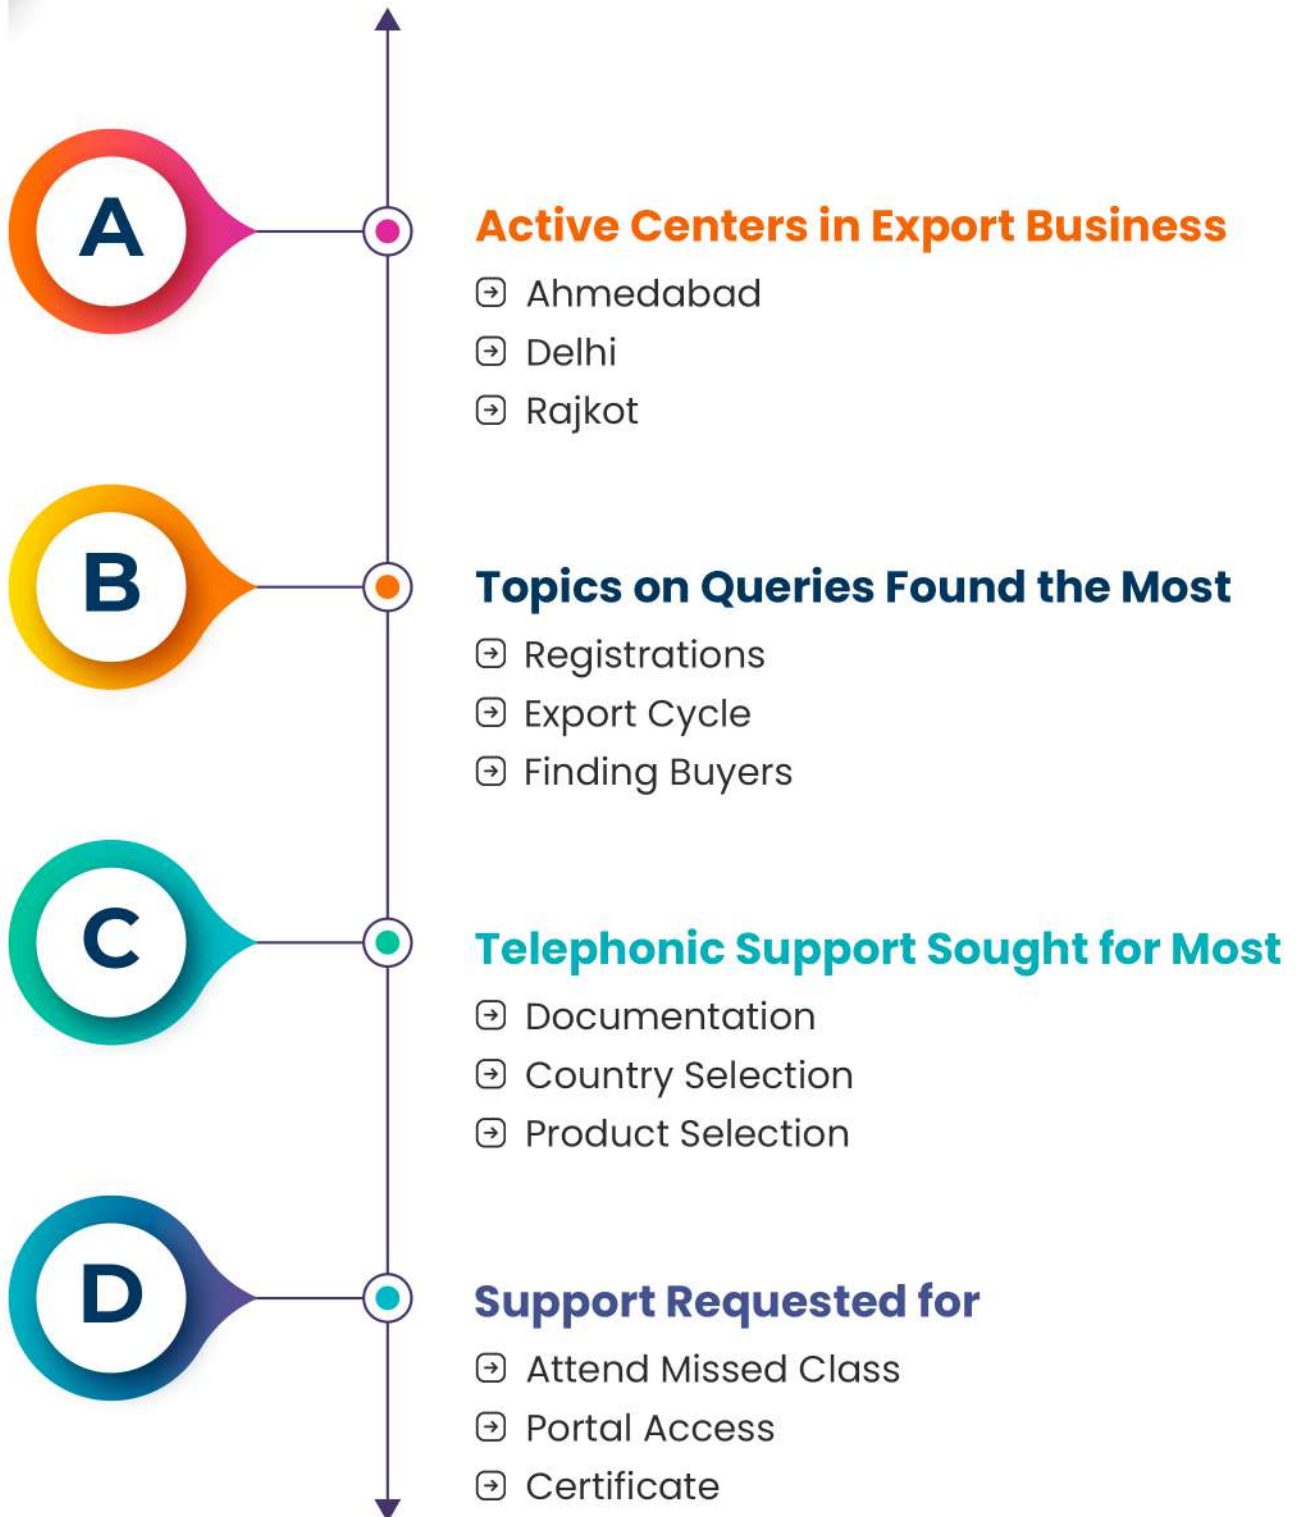 A
Active Centers in Export Business
Ahmedabad
Delhi
Rajkot
B
Topics on Queries Found the Most
Registrations
Export Cycle
Finding Buyers
C
Telephonic Support Sought for Most
Documentation
Country Selection
Product Selection
D
Support Requested for
Attend Missed Class
Portal Access
Certificate